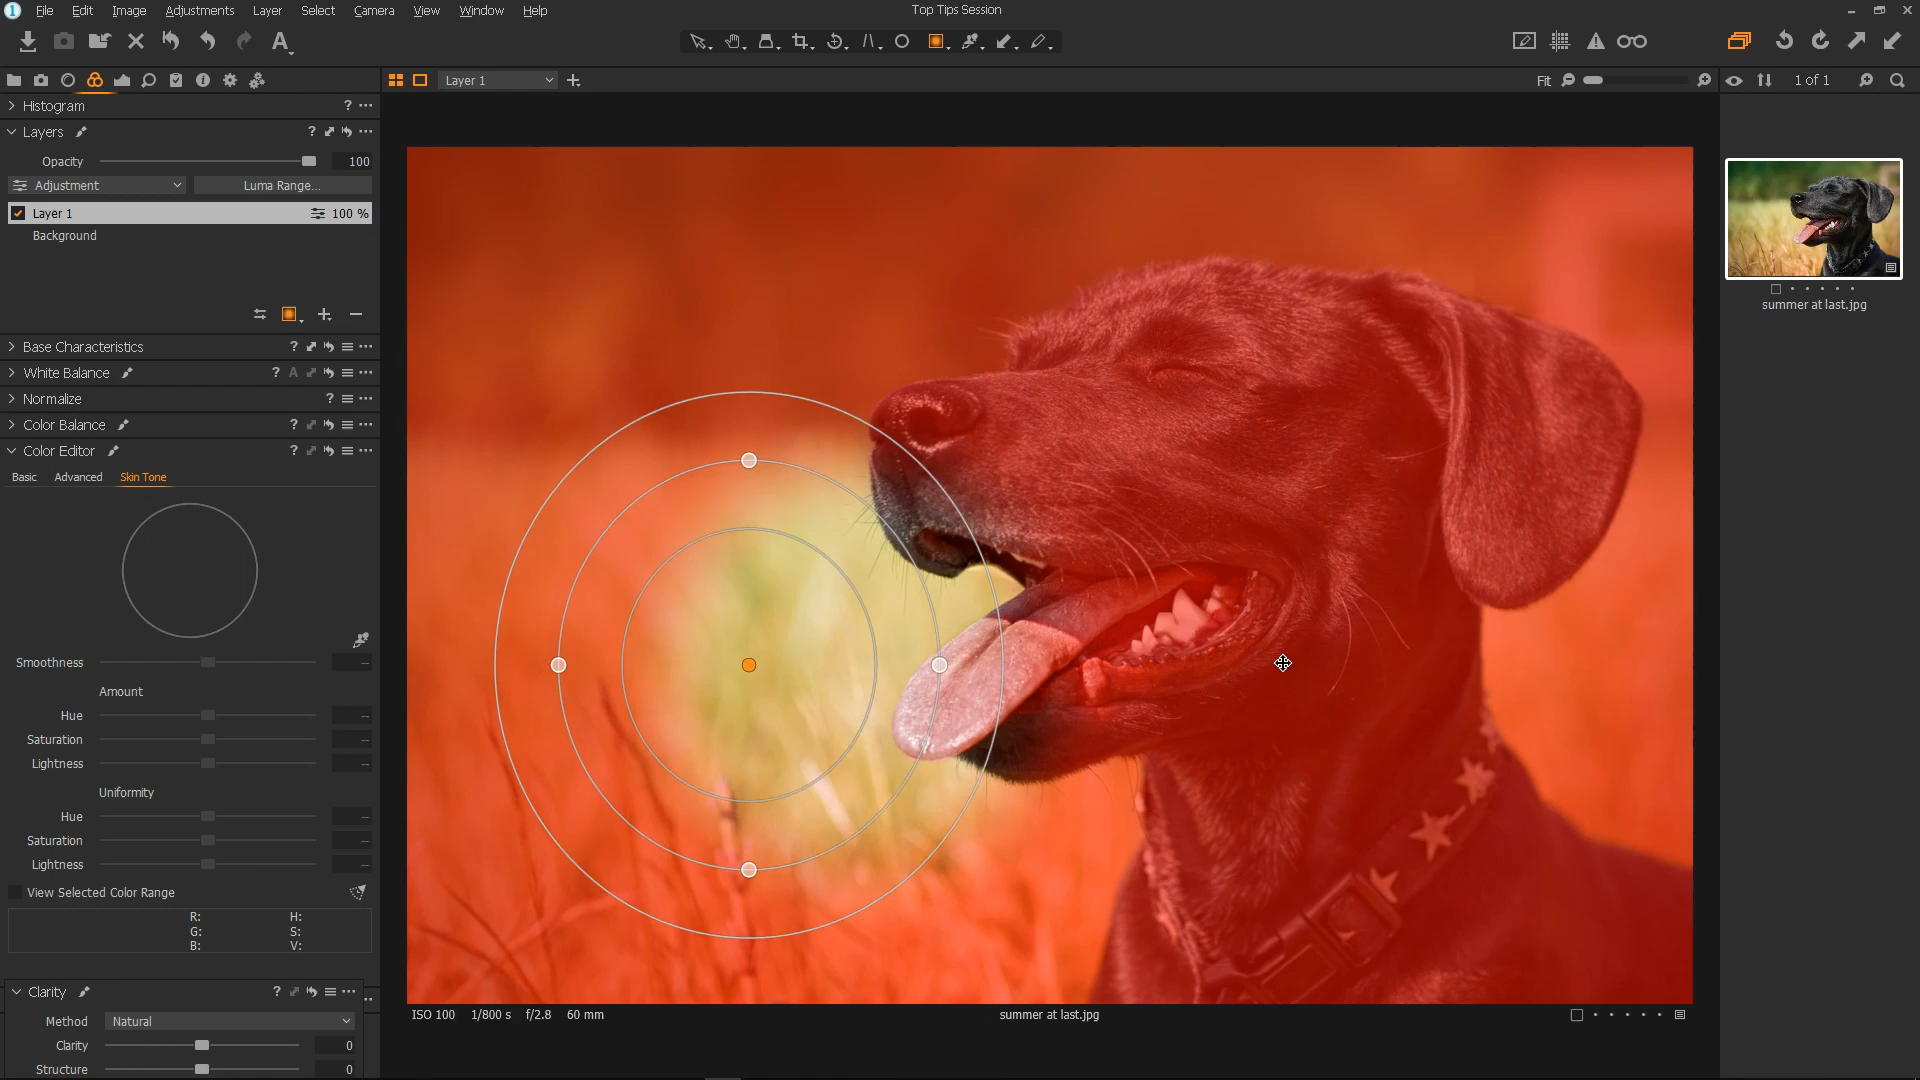 File Edit Image Adjustments Layer Select Camera View Window Help
Top Tips Session
Layer 1
Fit
1 of 1
Histogram
Layers
Opacity 100
Adjustment
Luma Range...
Layer 1 100 %
Background
Base Characteristics
White Balance
Normalize
Color Balance
Color Editor
Basic Advanced Skin Tone
Smoothness --
Amount
Hue --
Saturation --
Lightness --
Uniformity
Hue --
Saturation --
Lightness --
View Selected Color Range
R: H:
G: S:
B: V:
Clarity
Method Natural
Clarity 0
Structure 0
ISO 100 1/800 s f/2.8 60 mm
summer at last.jpg
summer at last.jpg